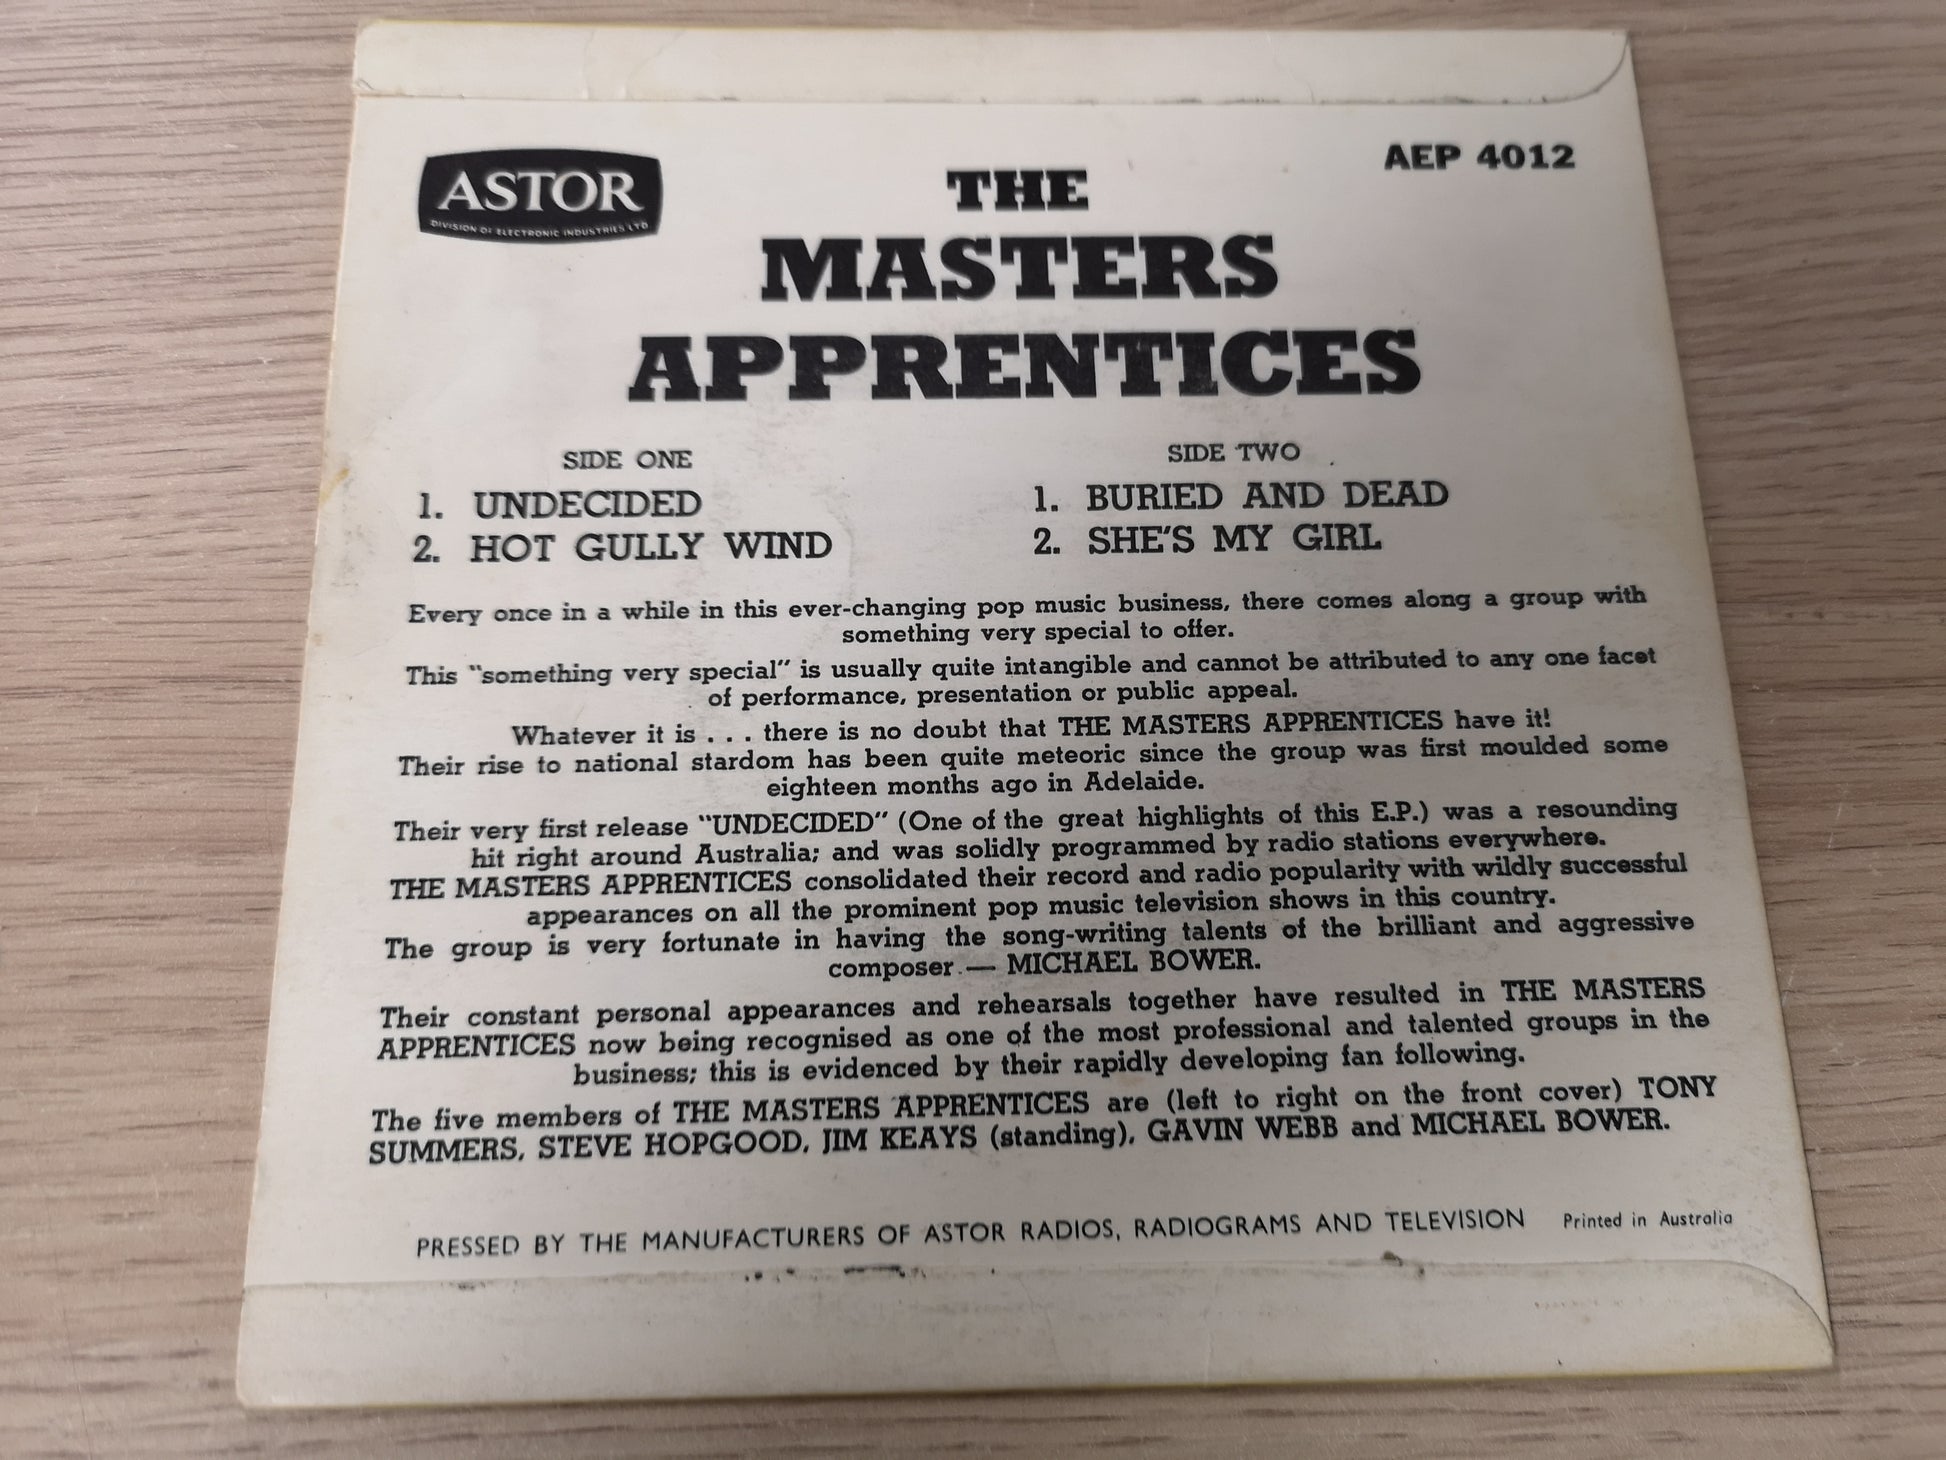 ASTOR
DIVISION OF ELECTRONIC INDUSTRIES LTD
AEP 4012
THE
MASTERS
APPRENTICES
SIDE ONE
1. UNDECIDED
2. HOT GULLY WIND
SIDE TWO
1. BURIED AND DEAD
2. SHE'S MY GIRL
Every once in a while in this ever-changing pop music business, there comes along a group with
something very special to offer.
This "something very special" is usually quite intangible and cannot be attributed to any one facet
of performance, presentation or public appeal.
Whatever it is . . . there is no doubt that THE MASTERS APPRENTICES have it!
Their rise to national stardom has been quite meteoric since the group was first moulded some
eighteen months ago in Adelaide.
Their very first release "UNDECIDED" (One of the great highlights of this E.P.) was a resounding
hit right around Australia; and was solidly programmed by radio stations everywhere.
THE MASTERS APPRENTICES consolidated their record and radio popularity with wildly successful
appearances on all the prominent pop music television shows in this country.
The group is very fortunate in having the song-writing talents of the brilliant and aggressive
composer — MICHAEL BOWER.
Their constant personal appearances and rehearsals together have resulted in THE MASTERS
APPRENTICES now being recognised as one of the most professional and talented groups in the
business; this is evidenced by their rapidly developing fan following.
The five members of THE MASTERS APPRENTICES are (left to right on the front cover) TONY
SUMMERS, STEVE HOPGOOD, JIM KEAYS (standing), GAVIN WEBB and MICHAEL BOWER.
PRESSED BY THE MANUFACTURERS OF ASTOR RADIOS, RADIOGRAMS AND TELEVISION Printed in Australia